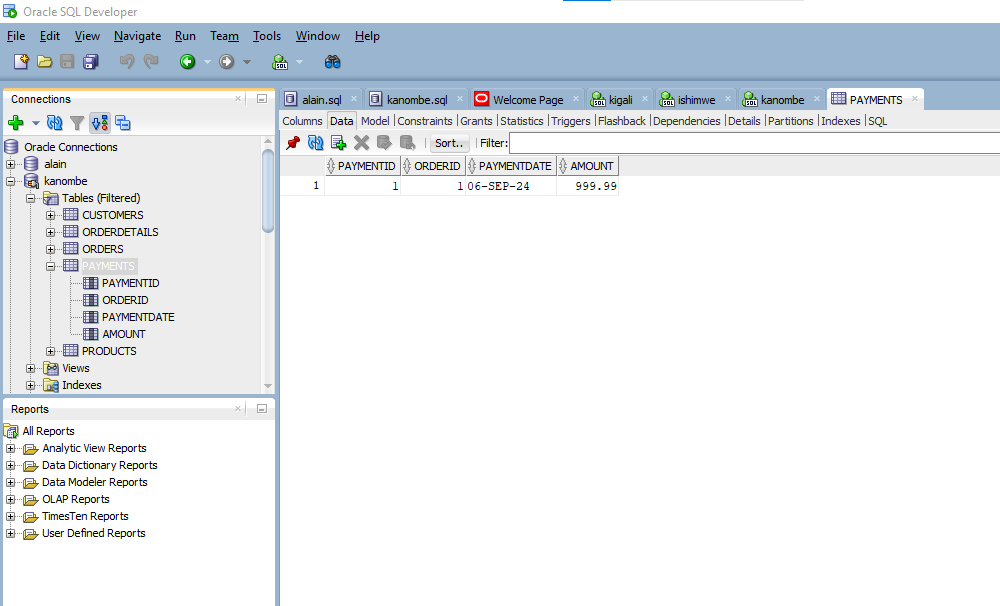 Oracle SQL Developer
File Edit View Navigate Run Team Tools Window Help
Connections
Oracle Connections
alain
kanombe
Tables (Filtered)
CUSTOMERS
ORDERDETAILS
ORDERS
PAYMENTS
PAYMENTID
ORDERID
PAYMENTDATE
AMOUNT
PRODUCTS
Views
Indexes
Reports
All Reports
Analytic View Reports
Data Dictionary Reports
Data Modeler Reports
OLAP Reports
TimesTen Reports
User Defined Reports
alain.sql kanombe.sql Welcome Page kigali ishimwe kanombe PAYMENTS
Columns Data Model Constraints Grants Statistics Triggers Flashback Dependencies Details Partitions Indexes SQL
Sort.. Filter:
PAYMENTID ORDERID PAYMENTDATE AMOUNT
1 1 1 06-SEP-24 999.99